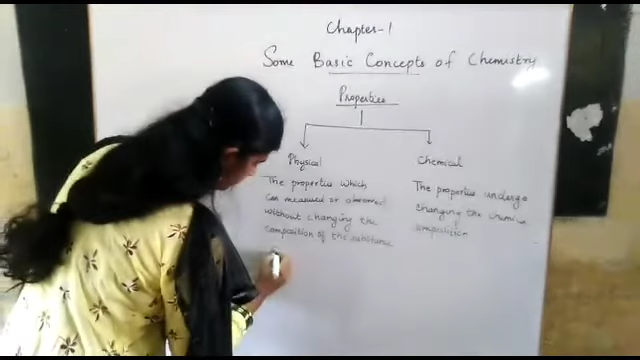 Chapter-1
Some Basic Concepts of Chemistry
Properties
Physical
The properties which
can measured or observed
without changing the
composition of the substance
Chemical
The properties undergo
changing the chemical
composition